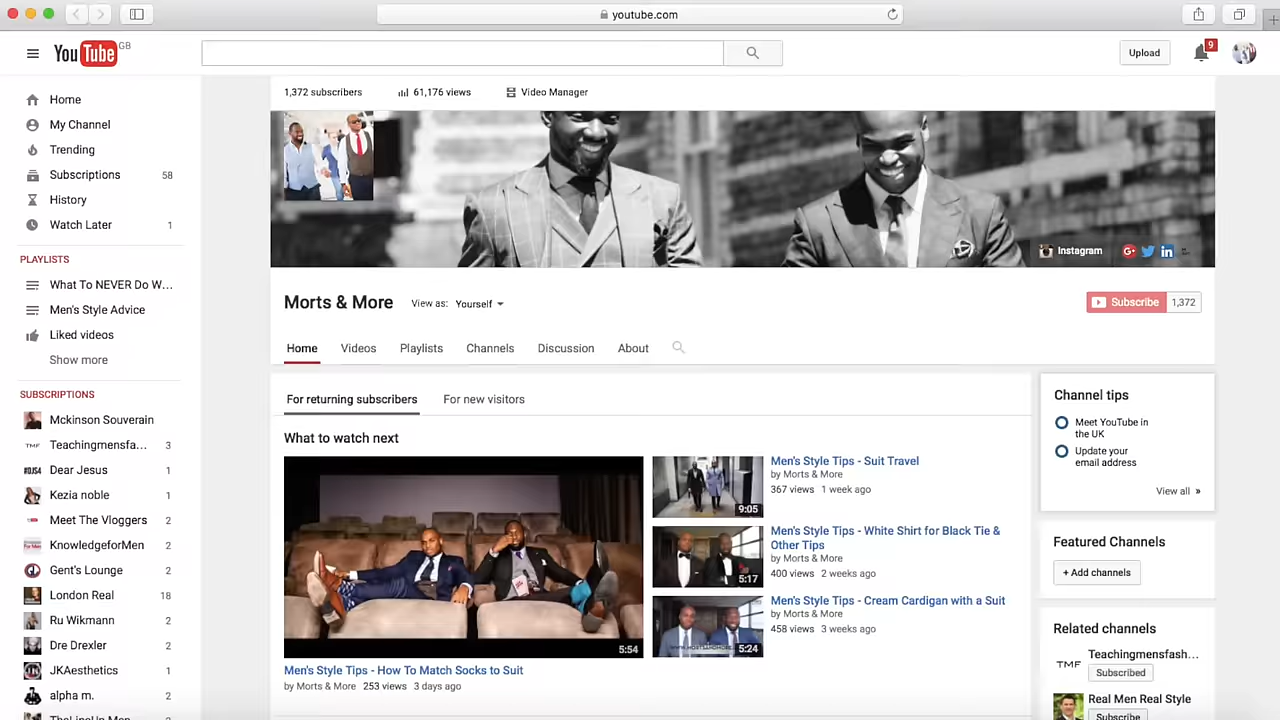 youtube.com
YouTube GB
Upload
9
Home
My Channel
Trending
Subscriptions 58
History
Watch Later 1
PLAYLISTS
What To NEVER Do W...
Men's Style Advice
Liked videos
Show more
SUBSCRIPTIONS
Mckinson Souverain
TMF Teachingmensfa... 3
#DJS4 Dear Jesus 1
Kezia noble 1
Meet The Vloggers 2
KnowledgeforMen 2
Gent's Lounge 2
London Real 18
Ru Wikmann 2
Dre Drexler 2
JKAesthetics 1
alpha m. 2
TheLineUp Men 2
1,372 subscribers 61,176 views Video Manager
Instagram
Morts & More View as: Yourself
Subscribe 1,372
Home Videos Playlists Channels Discussion About
For returning subscribers For new visitors
What to watch next
5:54
Men's Style Tips - How To Match Socks to Suit
by Morts & More 253 views 3 days ago
9:05
Men's Style Tips - Suit Travel
by Morts & More
367 views 1 week ago
5:17
Men's Style Tips - White Shirt for Black Tie &
Other Tips
by Morts & More
400 views 2 weeks ago
5:24
Men's Style Tips - Cream Cardigan with a Suit
by Morts & More
458 views 3 weeks ago
Channel tips
Meet YouTube in
the UK
Update your
email address
View all »
Featured Channels
+ Add channels
Related channels
TMF
Teachingmensfash...
Subscribed
Real Men Real Style
Subscribe